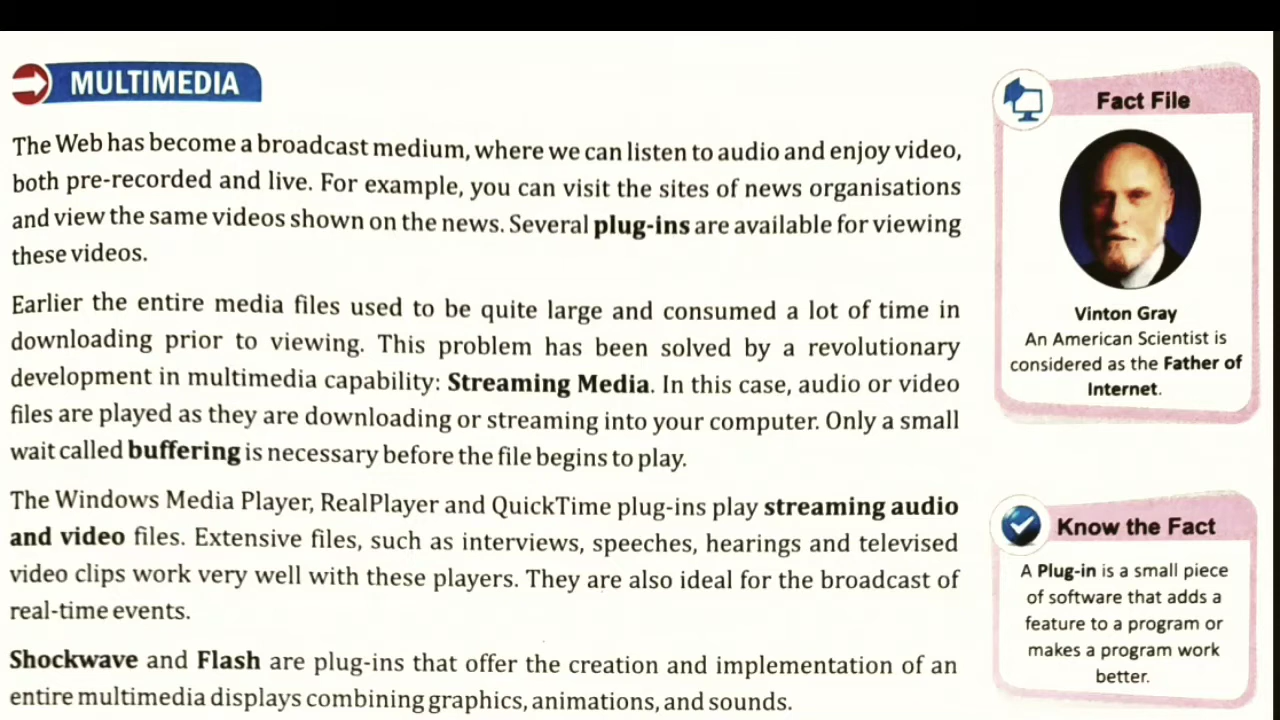 MULTIMEDIA
The Web has become a broadcast medium, where we can listen to audio and enjoy video,
both pre-recorded and live. For example, you can visit the sites of news organisations
and view the same videos shown on the news. Several plug-ins are available for viewing
these videos.
Earlier the entire media files used to be quite large and consumed a lot of time in
downloading prior to viewing. This problem has been solved by a revolutionary
development in multimedia capability: Streaming Media. In this case, audio or video
files are played as they are downloading or streaming into your computer. Only a small
wait called buffering is necessary before the file begins to play.
The Windows Media Player, RealPlayer and QuickTime plug-ins play streaming audio
and video files. Extensive files, such as interviews, speeches, hearings and televised
video clips work very well with these players. They are also ideal for the broadcast of
real-time events.
Shockwave and Flash are plug-ins that offer the creation and implementation of an
entire multimedia displays combining graphics, animations, and sounds.
Fact File
Vinton Gray
An American Scientist is
considered as the Father of
Internet.
Know the Fact
A Plug-in is a small piece
of software that adds a
feature to a program or
makes a program work
better.